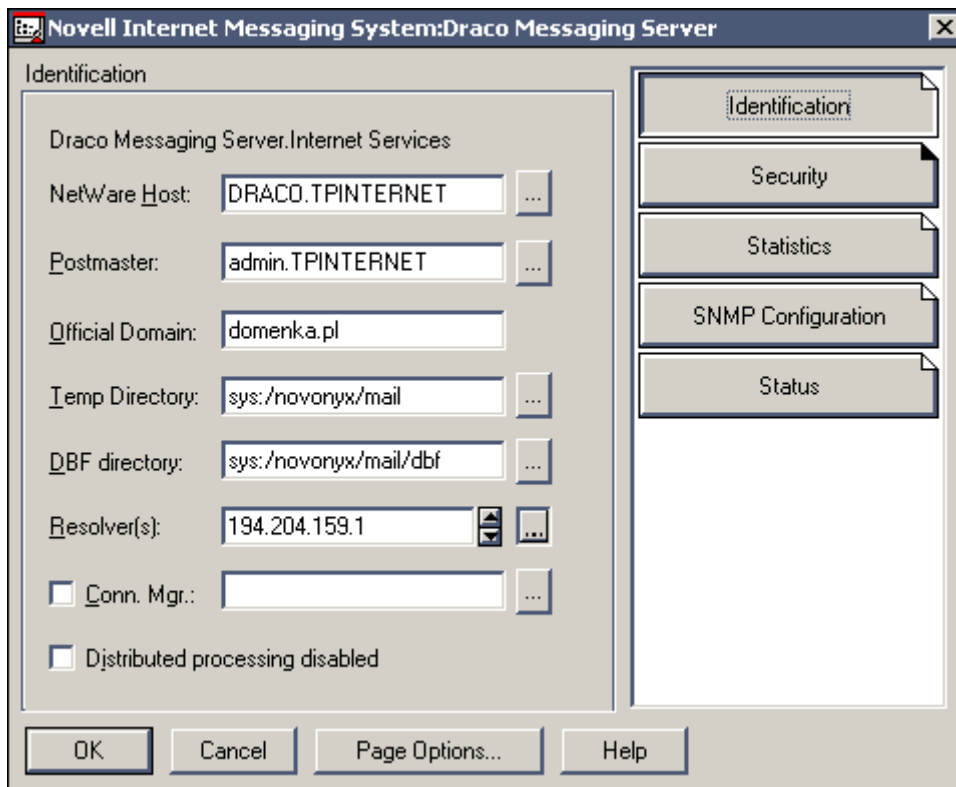 Novell Internet Messaging System:Draco Messaging Server
Identification
Draco Messaging Server.Internet Services
NetWare Host: DRACO.TPINTERNET ...
Postmaster: admin.TPINTERNET ...
Official Domain: domenka.pl
Temp Directory: sys:/novonyx/mail ...
DBF directory: sys:/novonyx/mail/dbf ...
Resolver(s): 194.204.159.1 ...
Conn. Mgr.: ...
Distributed processing disabled
Identification
Security
Statistics
SNMP Configuration
Status
OK Cancel Page Options... Help